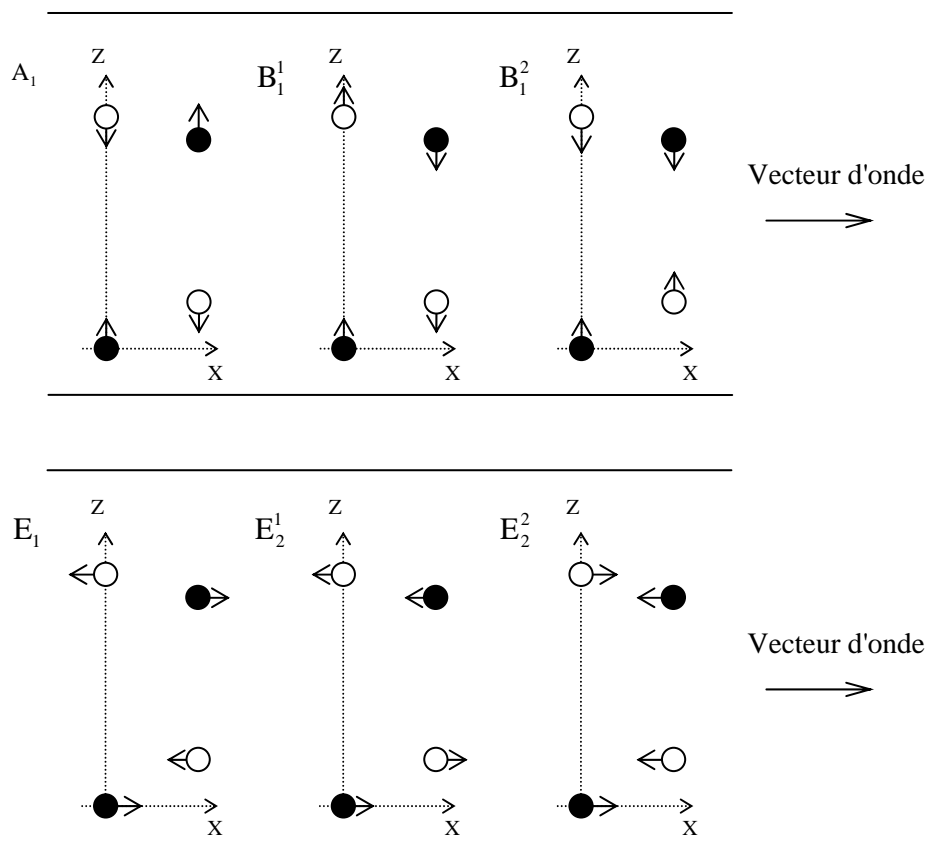 A₁ Z B₁¹ Z B₁² Z
Vecteur d'onde
X X X
E₁ Z E₂¹ Z E₂² Z
Vecteur d'onde
X X X